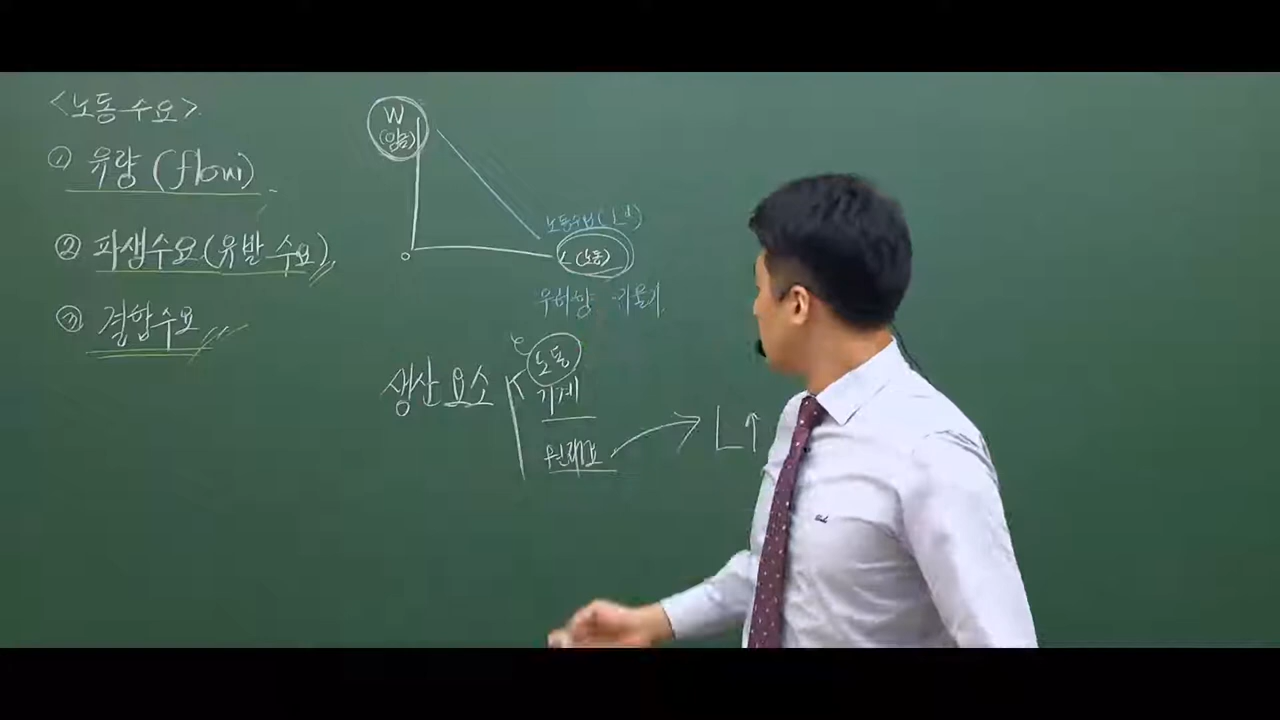 <노동수요>
① 유량 (flow)
② 파생수요(유발 수요)
③ 결합수요
W
(임금)
0
노동수요(Ld)
L (노동)
우하향 기울기
생산요소
노동
기계
원재료
L↑